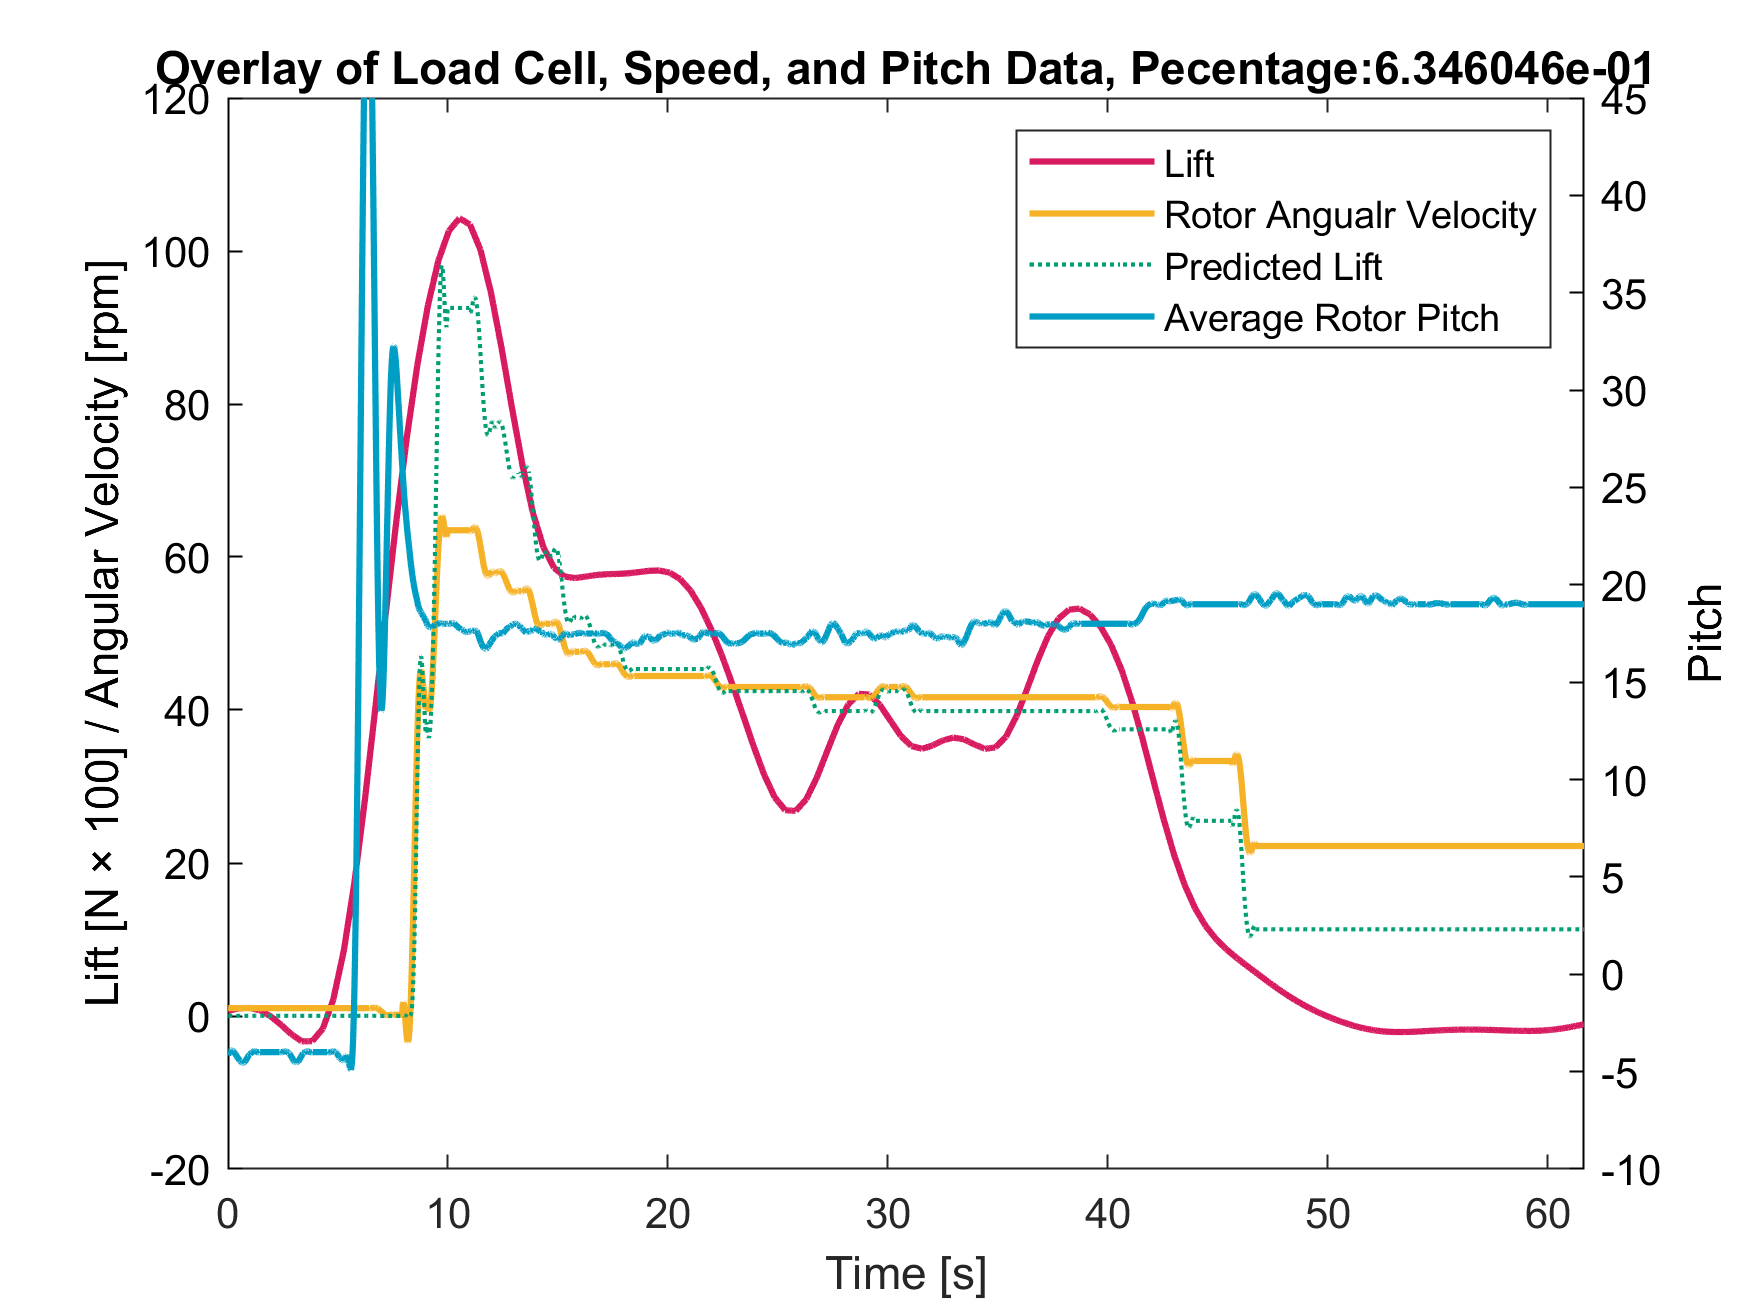 Overlay of Load Cell, Speed, and Pitch Data, Pecentage:6.346046e-01
120
100
80
60
40
20
0
-20
Lift [N × 100] / Angular Velocity [rpm]
Lift
Rotor Angualr Velocity
Predicted Lift
Average Rotor Pitch
45
40
35
30
25
20
15
10
5
0
-5
-10
Pitch
0 10 20 30 40 50 60
Time [s]